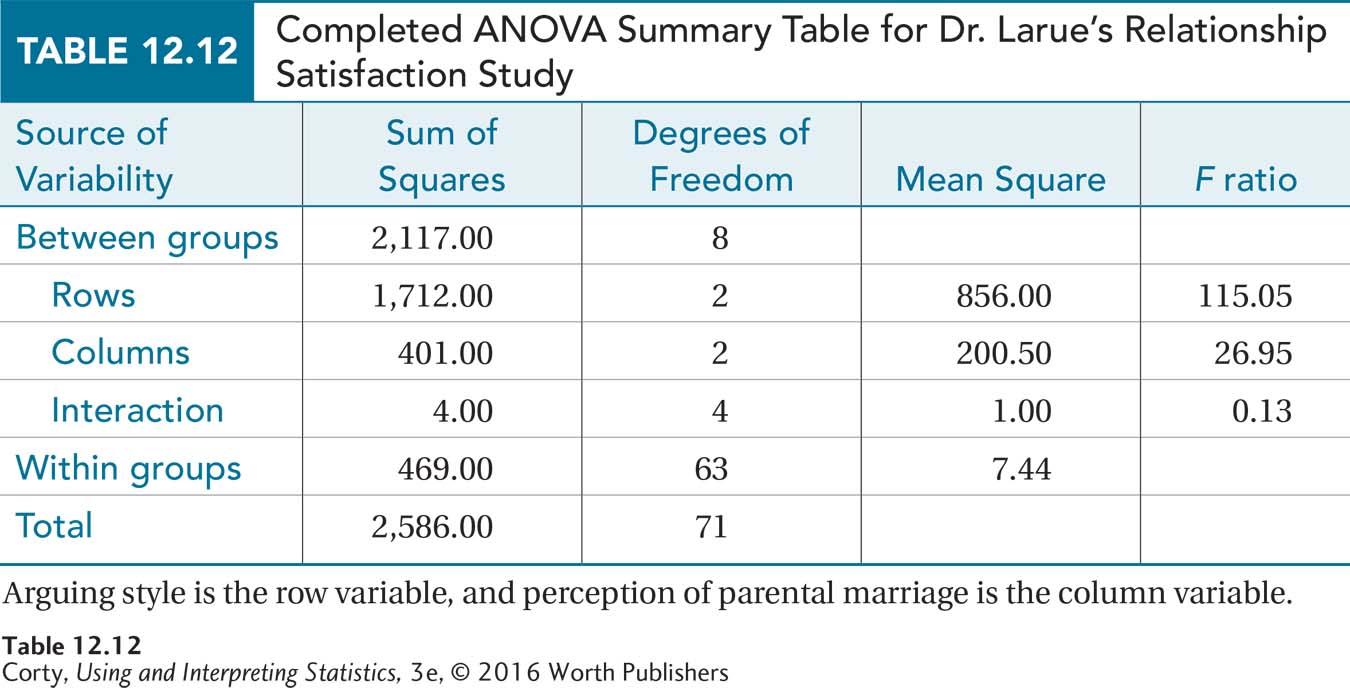 TABLE 12.12
Completed ANOVA Summary Table for Dr. Larue’s Relationship
Satisfaction Study
Source of Variability Sum of Squares Degrees of Freedom Mean Square F ratio
Between groups 2,117.00 8
Rows 1,712.00 2 856.00 115.05
Columns 401.00 2 200.50 26.95
Interaction 4.00 4 1.00 0.13
Within groups 469.00 63 7.44
Total 2,586.00 71
Arguing style is the row variable, and perception of parental marriage is the column variable.
Table 12.12
Corty, Using and Interpreting Statistics, 3e, © 2016 Worth Publishers